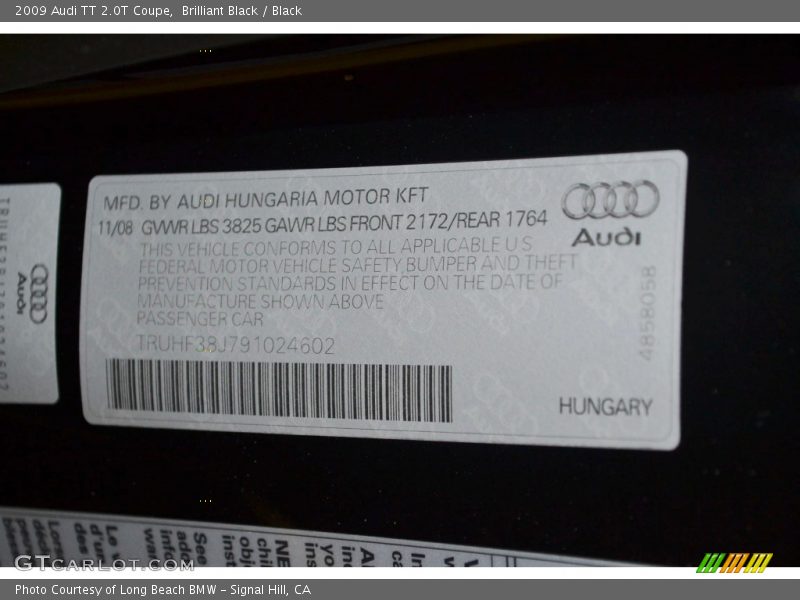 2009 Audi TT 2.0T Coupe,  Brilliant Black / Black
MFD. BY AUDI HUNGARIA MOTOR KFT
11/08 GVWR LBS 3825 GAWR LBS FRONT 2172/REAR 1764
THIS VEHICLE CONFORMS TO ALL APPLICABLE U S
FEDERAL MOTOR VEHICLE SAFETY, BUMPER AND THEFT
PREVENTION STANDARDS IN EFFECT ON THE DATE OF
MANUFACTURE SHOWN ABOVE
PASSENGER CAR
TRUHF38J791024602
Audi
4858058
HUNGARY
Audi
See
GTcarlot.com
Photo Courtesy of Long Beach BMW – Signal Hill, CA